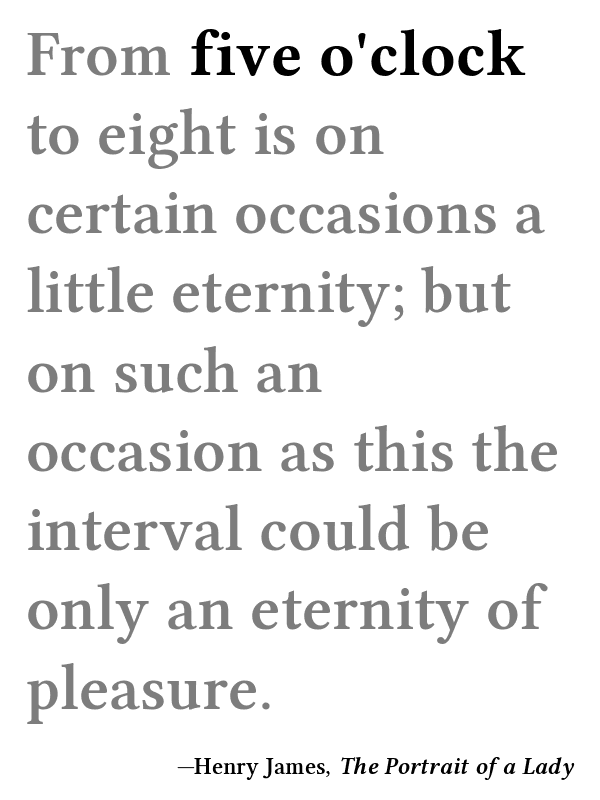 From five o'clock
to eight is on
certain occasions a
little eternity; but
on such an
occasion as this the
interval could be
only an eternity of
pleasure.
—Henry James, The Portrait of a Lady